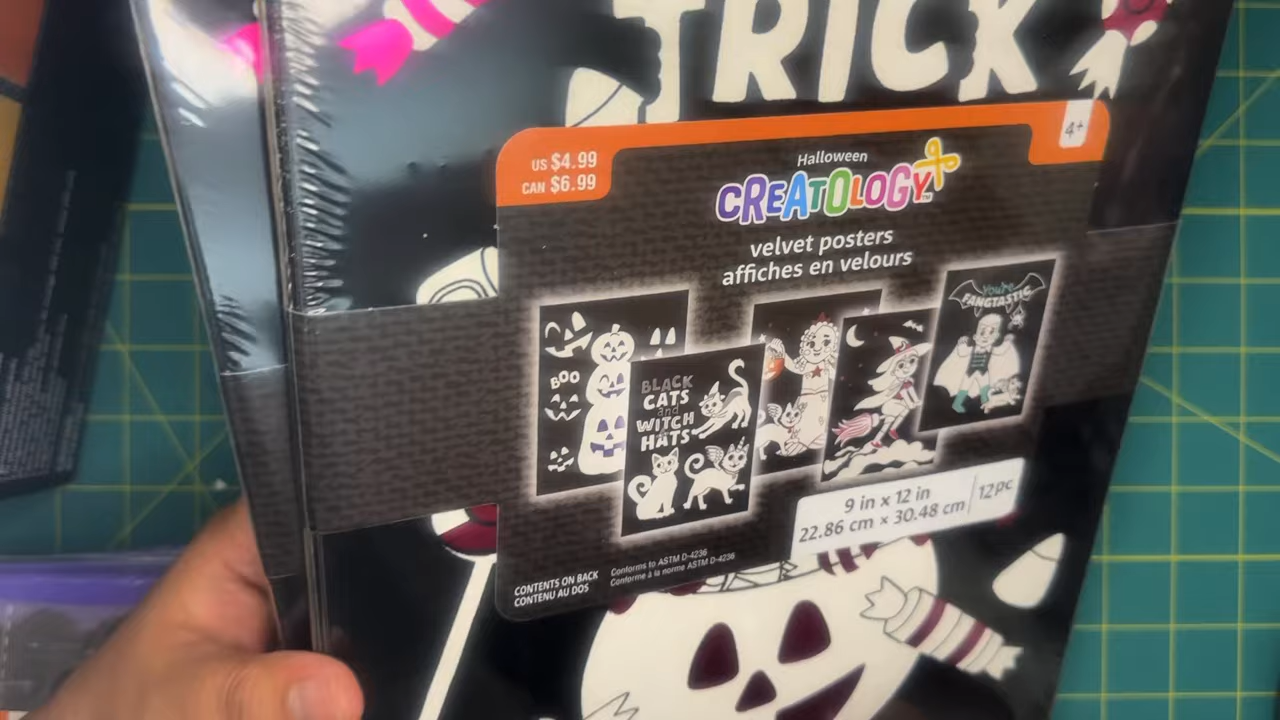 TRICK
US $4.99
CAN $6.99
4+
Halloween
CREATOLOGY™
velvet posters
affiches en velours
BOO
BLACK
CATS
and
WITCH
HATS
you're
FANGTASTIC
9 in x 12 in
22.86 cm x 30.48 cm
12pc
CONTENTS ON BACK
CONTENU AU DOS
Conforms to ASTM D-4236
Conforme à la norme ASTM D-4236